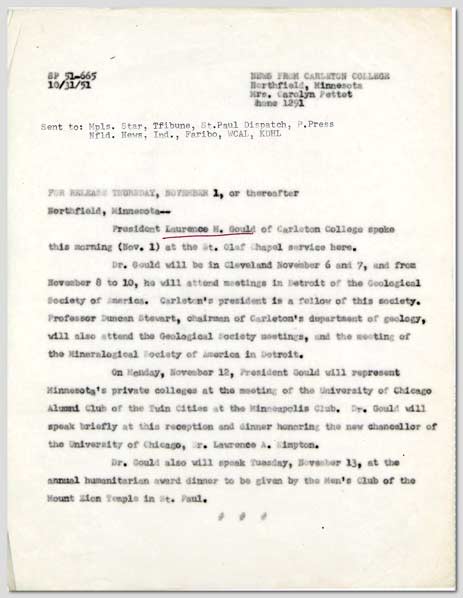 SP 51-665
10/31/51
NEWS FROM CARLETON COLLEGE
Northfield, Minnesota
Mrs. Carolyn Pettet
Phone 1291
Sent to: Mpls. Star, Tfibune, St.Paul Dispatch, P.Press
Nfld. News, Ind., Faribo, WCAL, KDHL
FOR RELEASE THURSDAY, NOVEMBER 1, or thereafter
Northfield, Minnesota--
President Laurence M. Gould of Carleton College spoke
this morning (Nov. 1) at the St. Olaf Chapel service here.
Dr. Gould will be in Cleveland November 6 and 7, and from
November 8 to 10, he will attend meetings in Detroit of the Geological
Society of America. Carleton's president is a fellow of this society.
Professor Duncan Stewart, chairman of Carleton's department of geology,
will also attend the Geological Society meetings, and the meeting of
the Mineralogical Society of America in Detroit.
On Monday, November 12, President Gould will represent
Minnesota's private colleges at the meeting of the University of Chicago
Alumni Club of the Twin Cities at the Minneapolis Club. Dr. Gould will
speak briefly at this reception and dinner honoring the new chancellor of
the University of Chicago, Dr. Lawrence A. Kimpton.
Dr. Gould also will speak Tuesday, November 13, at the
annual humanitarian award dinner to be given by the Men's Club of the
Mount Zion Temple in St. Paul.
# # #